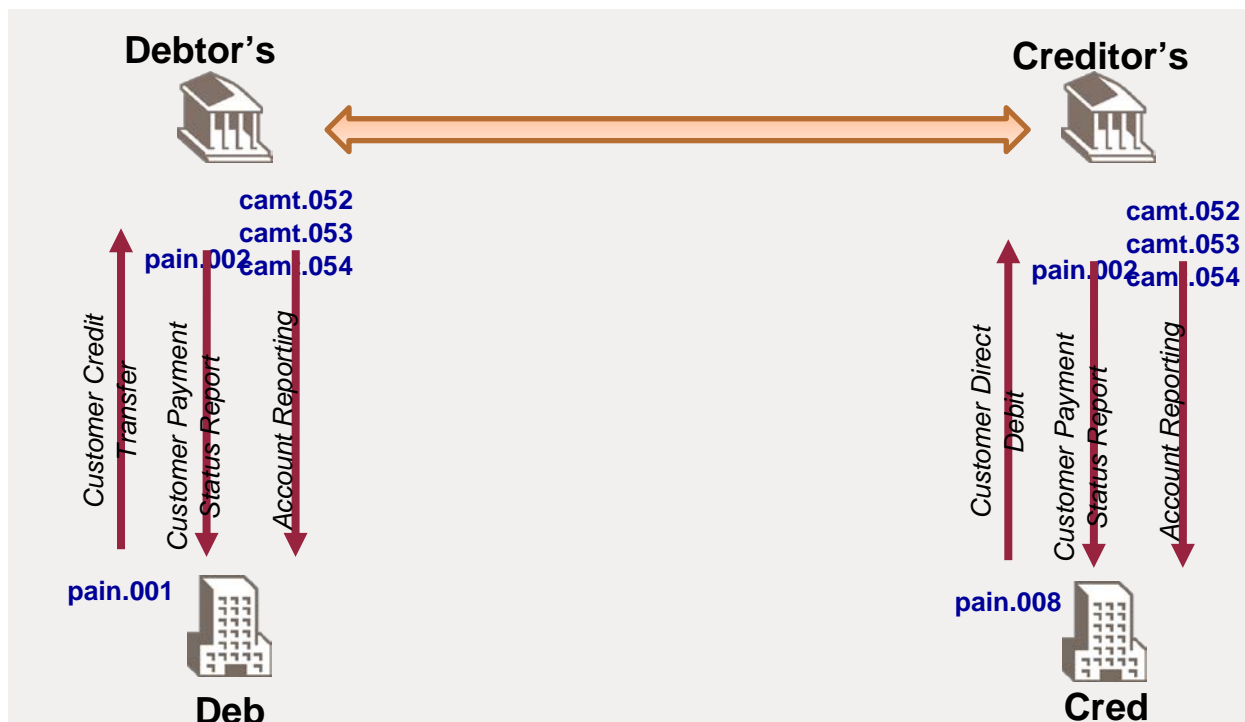 Debtor's
Creditor's
camt.052
camt.053
camt.054
pain.002
Customer Credit
Transfer
Customer Payment
Status Report
Account Reporting
pain.001
Deb
camt.052
camt.053
camt.054
pain.002
Customer Direct
Debit
Customer Payment
Status Report
Account Reporting
pain.008
Cred